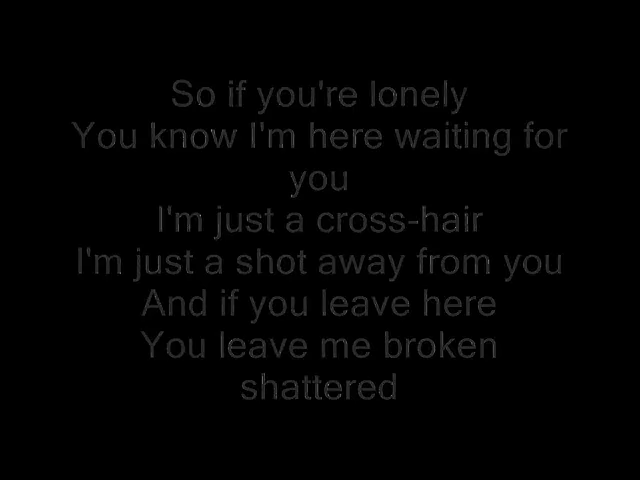 So if you're lonely
You know I'm here waiting for
you
I'm just a cross-hair
I'm just a shot away from you
And if you leave here
You leave me broken
shattered